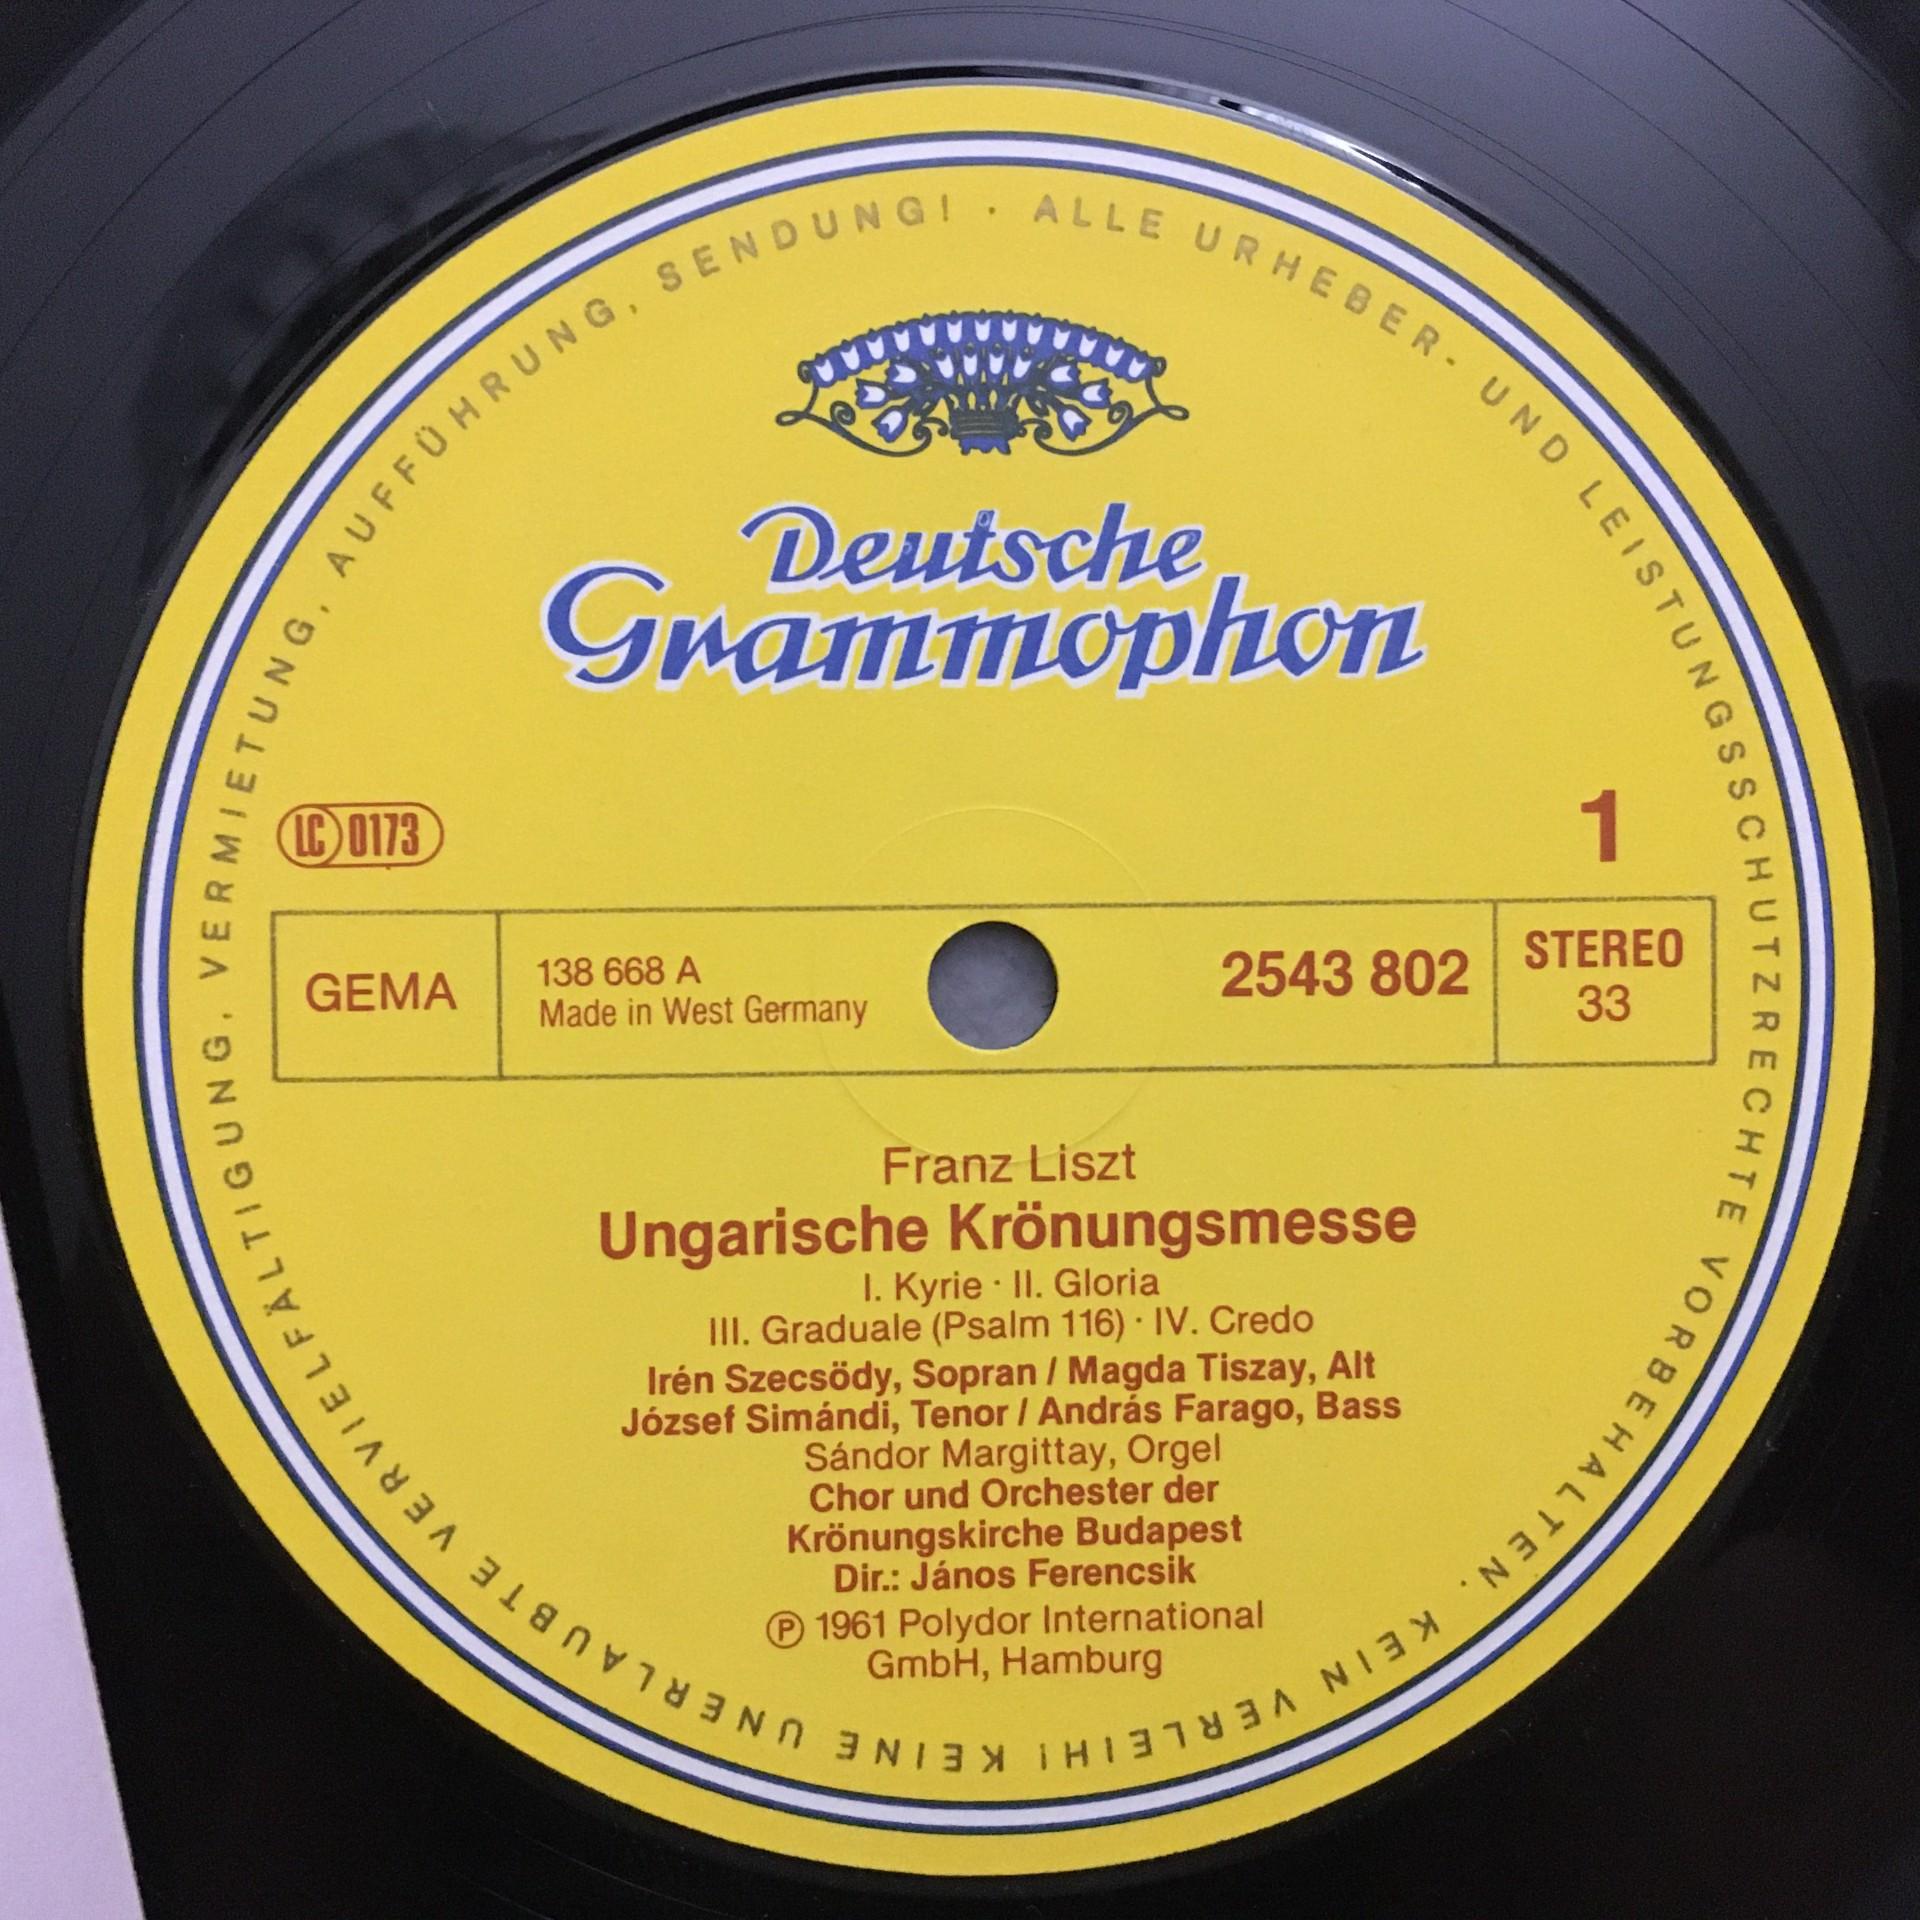 ALLE URHEBER- UND LEISTUNGSSCHUTZRECHTE VORBEHALTEN. KEIN VERLEIH! KEINE UNERLAUBTE VERVIELFÄLTIGUNG, VERMIETUNG, AUFFÜHRUNG, SENDUNG! ·
Deutsche
Grammophon
LC 0173
1
GEMA
138 668 A
Made in West Germany
2543 802
STEREO
33
Franz Liszt
Ungarische Krönungsmesse
I. Kyrie · II. Gloria
III. Graduale (Psalm 116) · IV. Credo
Irén Szecsödy, Sopran / Magda Tiszay, Alt
József Simándi, Tenor / András Farago, Bass
Sándor Margittay, Orgel
Chor und Orchester der
Krönungskirche Budapest
Dir.: János Ferencsik
Ⓟ 1961 Polydor International
GmbH, Hamburg